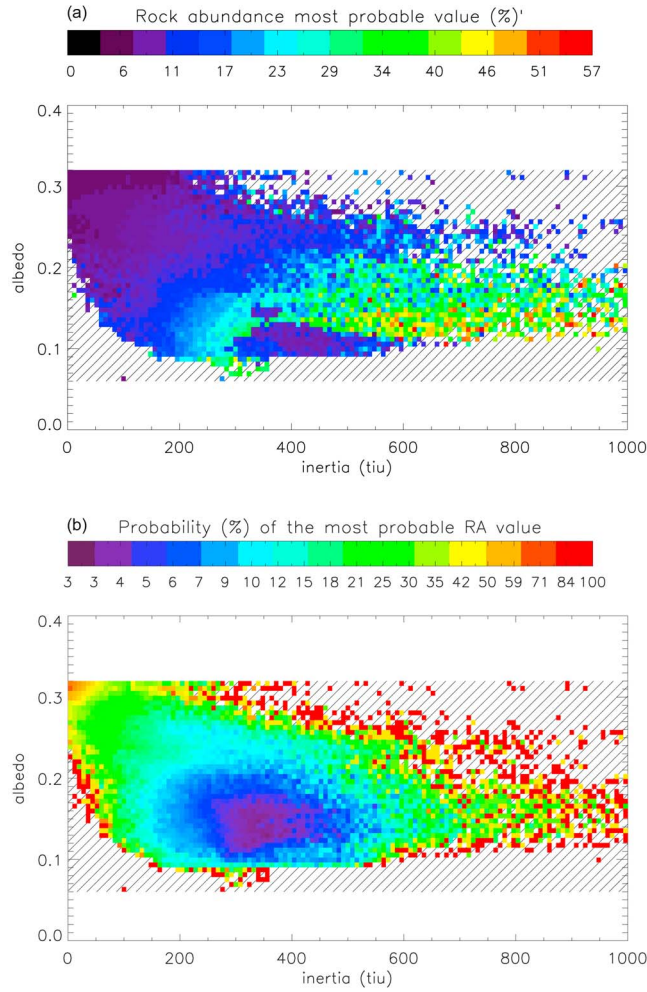 (a)
Rock abundance most probable value (%)'
0 6 11 17 23 29 34 40 46 51 57
0.4
0.3
0.2
0.1
0.0
albedo
0 200 400 600 800 1000
inertia (tiu)
(b)
Probability (%) of the most probable RA value
3 3 4 5 6 7 9 10 12 15 18 21 25 30 35 42 50 59 71 84 100
0.4
0.3
0.2
0.1
0.0
albedo
0 200 400 600 800 1000
inertia (tiu)